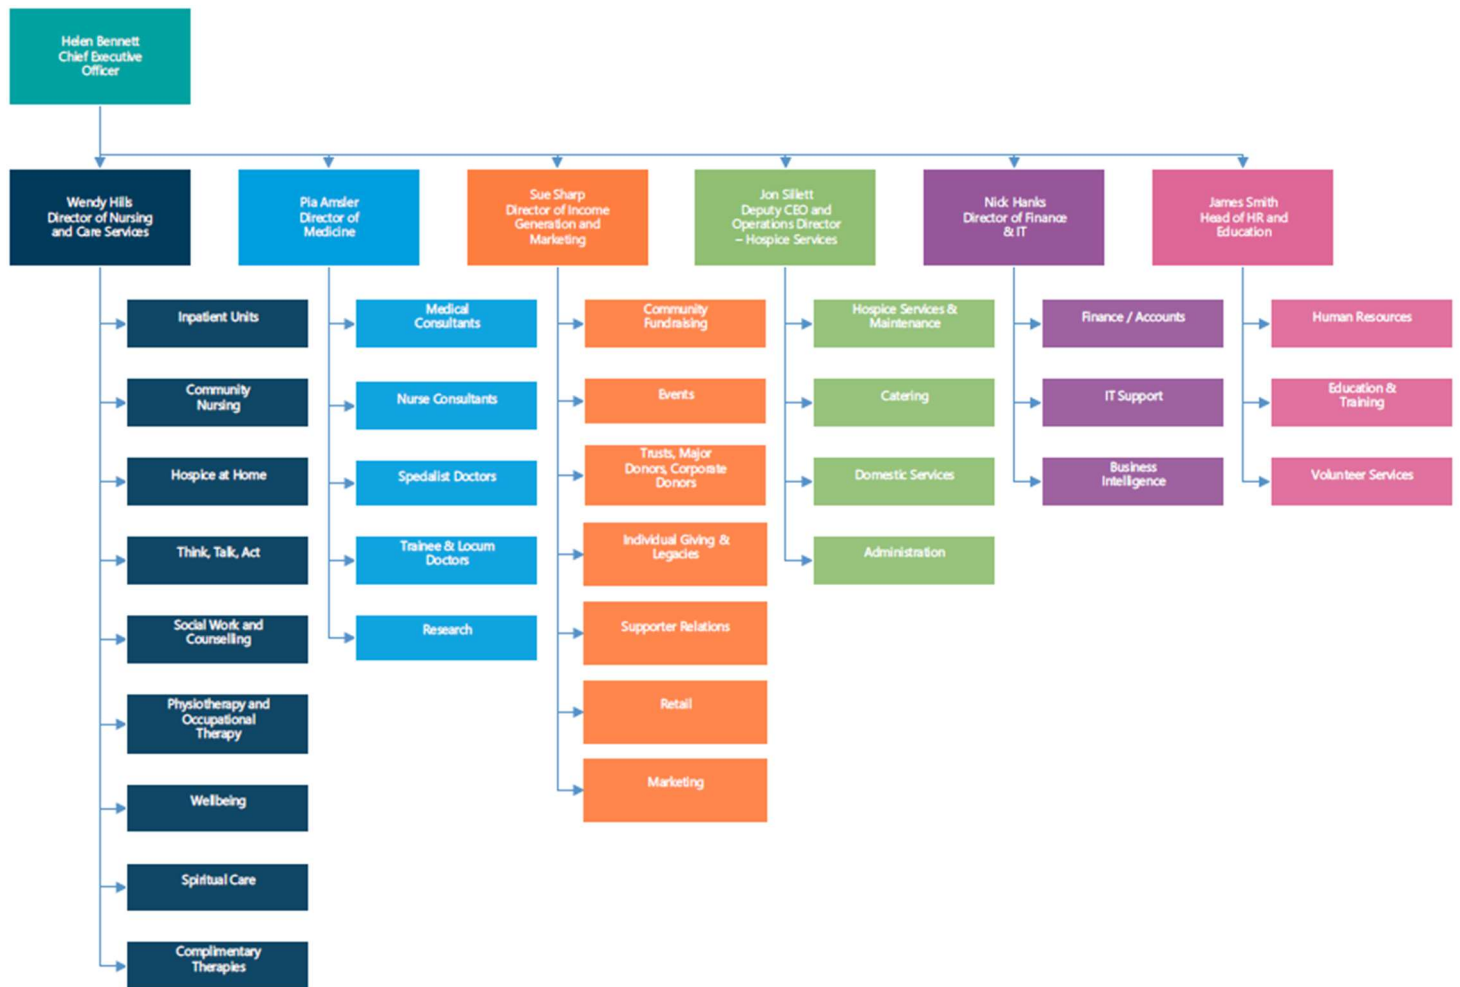 Helen Bennett
Chief Executive
Officer
Wendy Hills
Director of Nursing
and Care Services
Pia Amsler
Director of
Medicine
Sue Sharp
Director of Income
Generation and
Marketing
Jon Sillett
Deputy CEO and
Operations Director
– Hospice Services
Nick Hanks
Director of Finance
& IT
James Smith
Head of HR and
Education
Inpatient Units
Community
Nursing
Hospice at Home
Think, Talk, Act
Social Work and
Counselling
Physiotherapy and
Occupational
Therapy
Wellbeing
Spiritual Care
Complimentary
Therapies
Medical
Consultants
Nurse Consultants
Specialist Doctors
Trainee & Locum
Doctors
Research
Community
Fundraising
Events
Trusts, Major
Donors, Corporate
Donors
Individual Giving &
Legacies
Supporter Relations
Retail
Marketing
Hospice Services &
Maintenance
Catering
Domestic Services
Administration
Finance / Accounts
IT Support
Business
Intelligence
Human Resources
Education &
Training
Volunteer Services